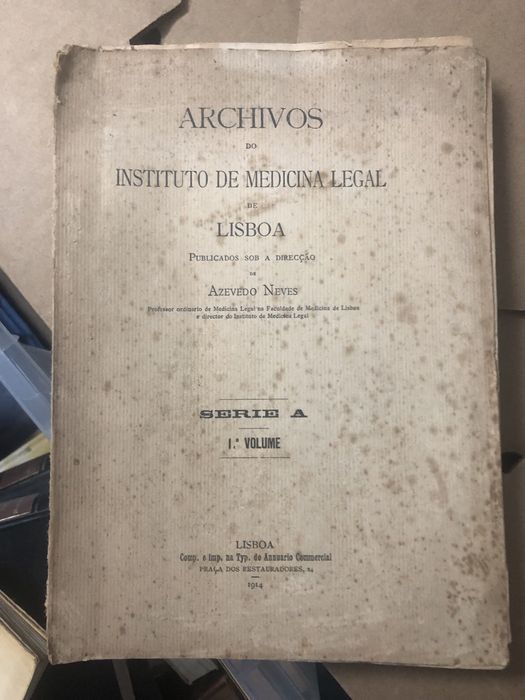 ARCHIVOS
DO
INSTITUTO DE MEDICINA LEGAL
DE
LISBOA
PUBLICADOS SOB A DIRECÇÃO
DE
AZEVEDO NEVES
Professor ordinario de Medicina Legal na Faculdade de Medicina de Lisboa
e director do Instituto de Medicina Legal
SERIE A
1.º VOLUME
LISBOA
Comp. e imp. na Typ. do Annuario Commercial
PRAÇA DOS RESTAURADORES, 24
1914